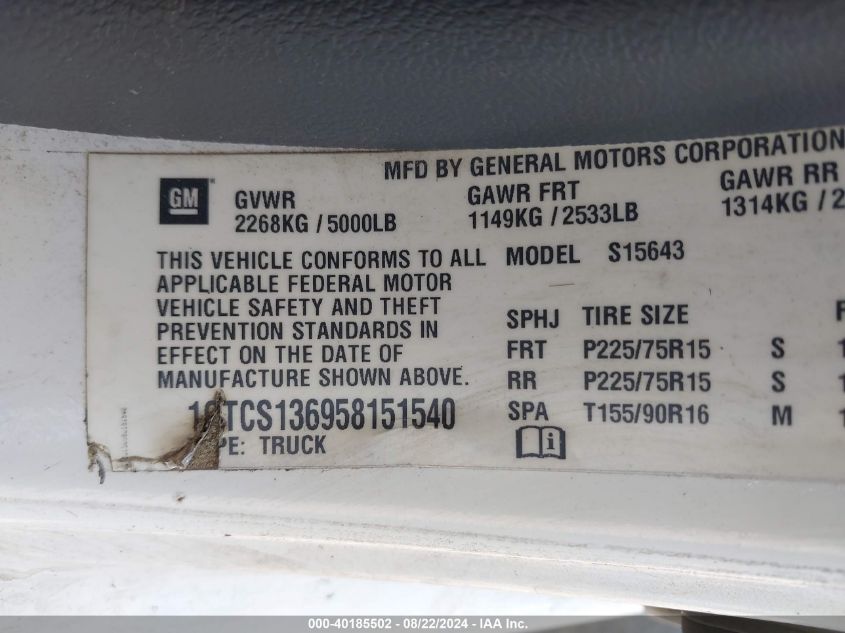 MFD BY GENERAL MOTORS CORPORATION
GM
GVWR GAWR FRT GAWR RR
2268KG / 5000LB 1149KG / 2533LB 1314KG / 2
THIS VEHICLE CONFORMS TO ALL MODEL S15643
APPLICABLE FEDERAL MOTOR
VEHICLE SAFETY AND THEFT
PREVENTION STANDARDS IN SPHJ TIRE SIZE
EFFECT ON THE DATE OF FRT P225/75R15 S
MANUFACTURE SHOWN ABOVE. RR P225/75R15 S
1GTCS136958151540 SPA T155/90R16 M
PE: TRUCK
000-40185502 - 08/22/2024 - IAA Inc.